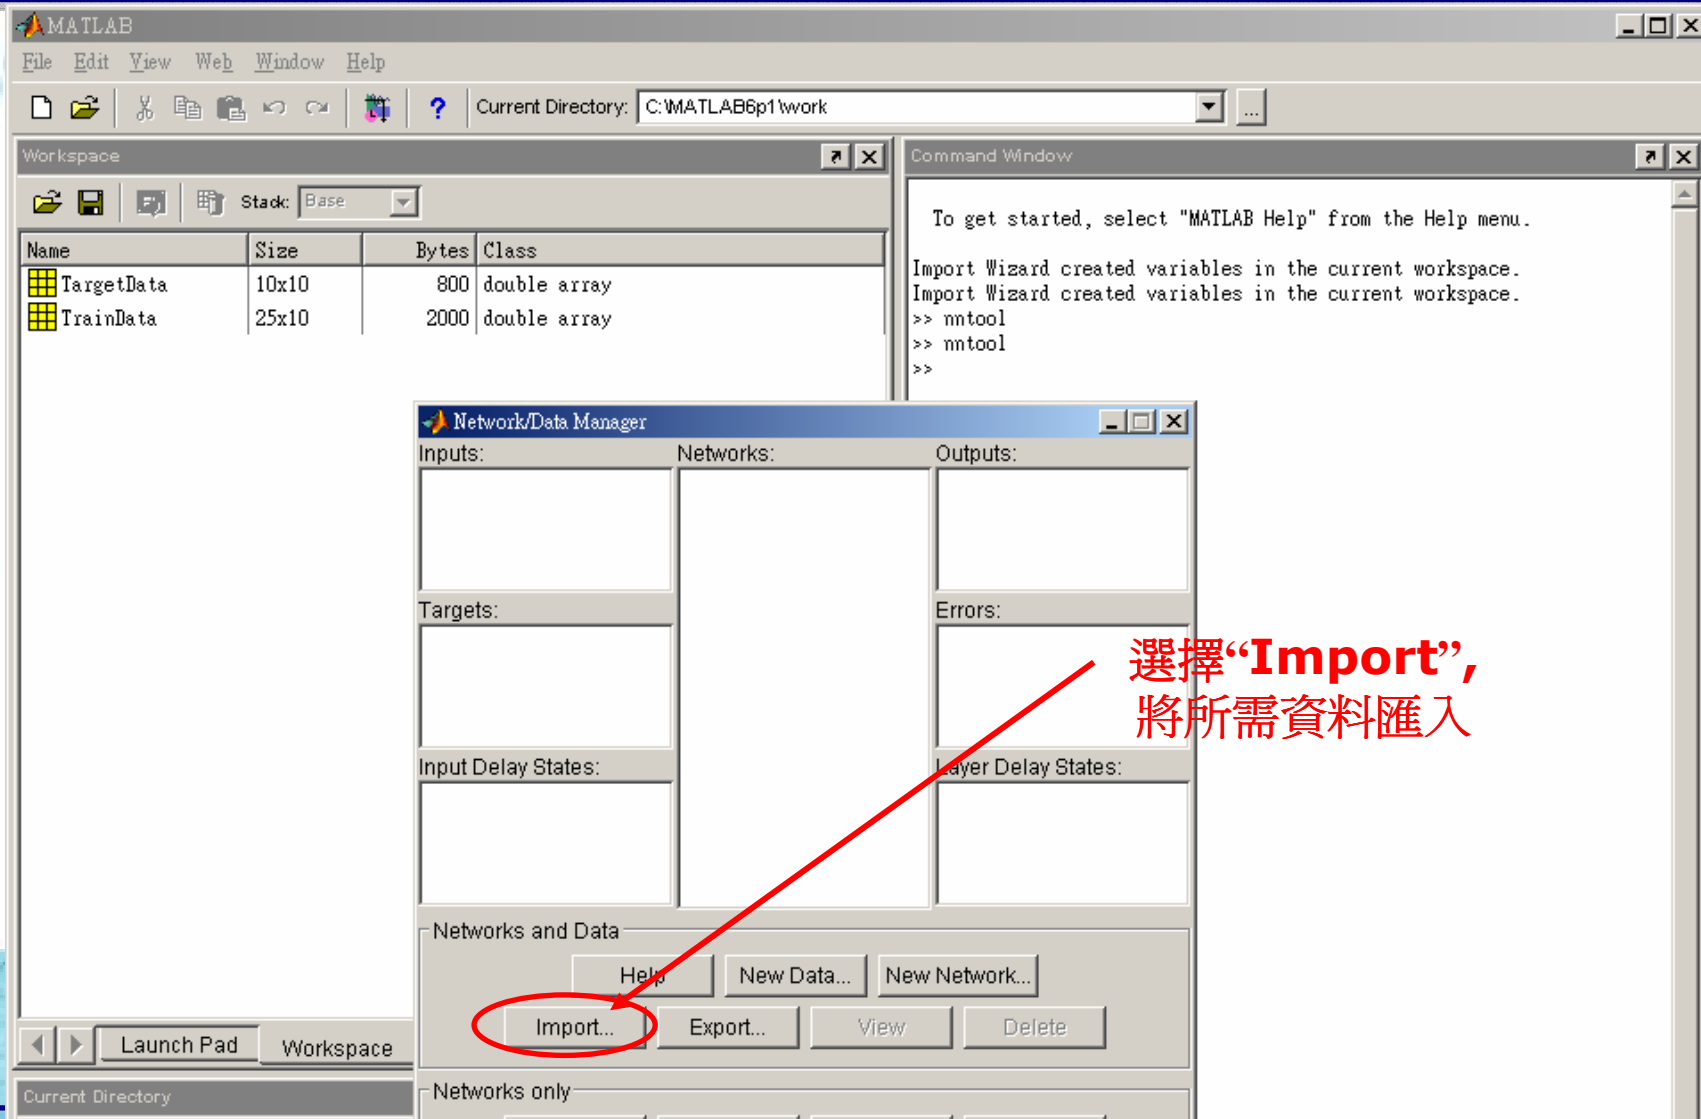 MATLAB
File Edit View Web Window Help
Current Directory: C:\MATLAB6p1\work ...
Workspace
Stack: Base
Name Size Bytes Class
TargetData 10x10 800 double array
TrainData 25x10 2000 double array
Command Window
To get started, select "MATLAB Help" from the Help menu.
Import Wizard created variables in the current workspace.
Import Wizard created variables in the current workspace.
>> nntool
>> nntool
>>
Network/Data Manager
Inputs: Networks: Outputs:
Targets: Errors:
Input Delay States: Layer Delay States:
選擇“Import”,
將所需資料匯入
Networks and Data
Help New Data... New Network...
Import... Export... View Delete
Networks only
Launch Pad Workspace
Current Directory